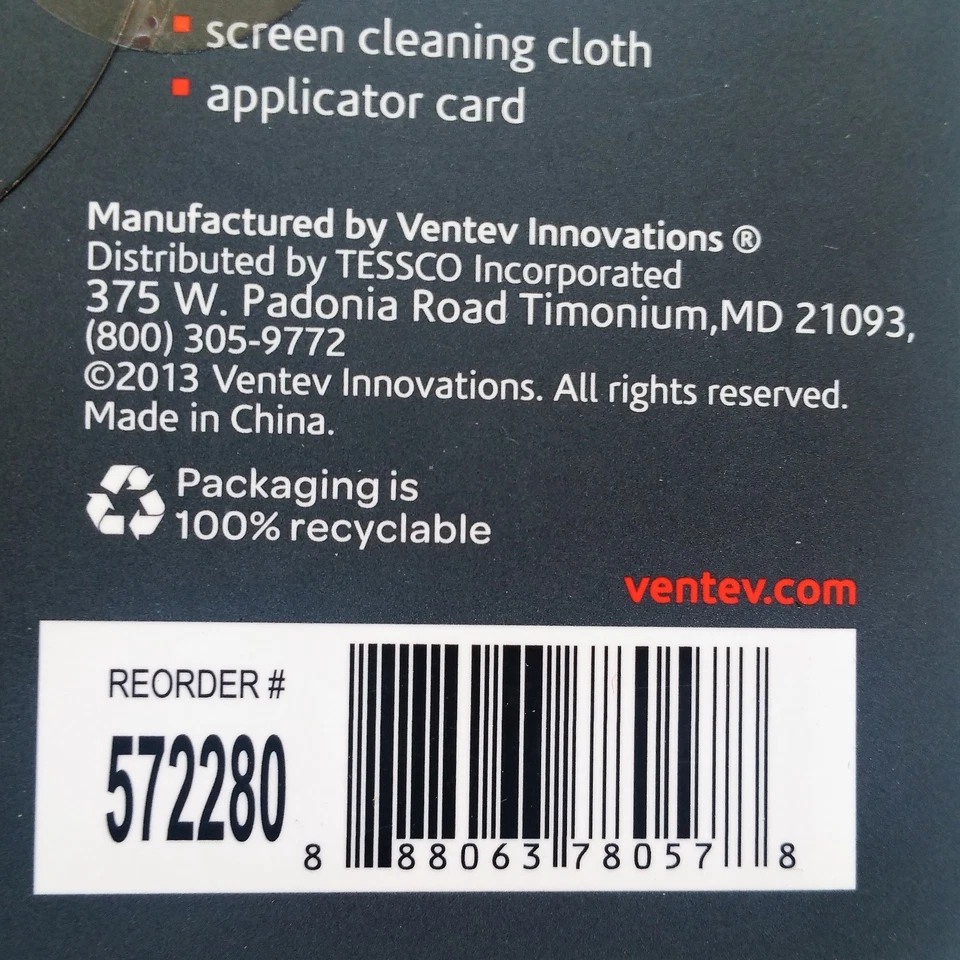 screen cleaning cloth
applicator card
Manufactured by Ventev Innovations ®
Distributed by TESSCO Incorporated
375 W. Padonia Road Timonium,MD 21093,
(800) 305-9772
©2013 Ventev Innovations. All rights reserved.
Made in China.
Packaging is
100% recyclable
ventev.com
REORDER #
572280
8 88063 78057 8